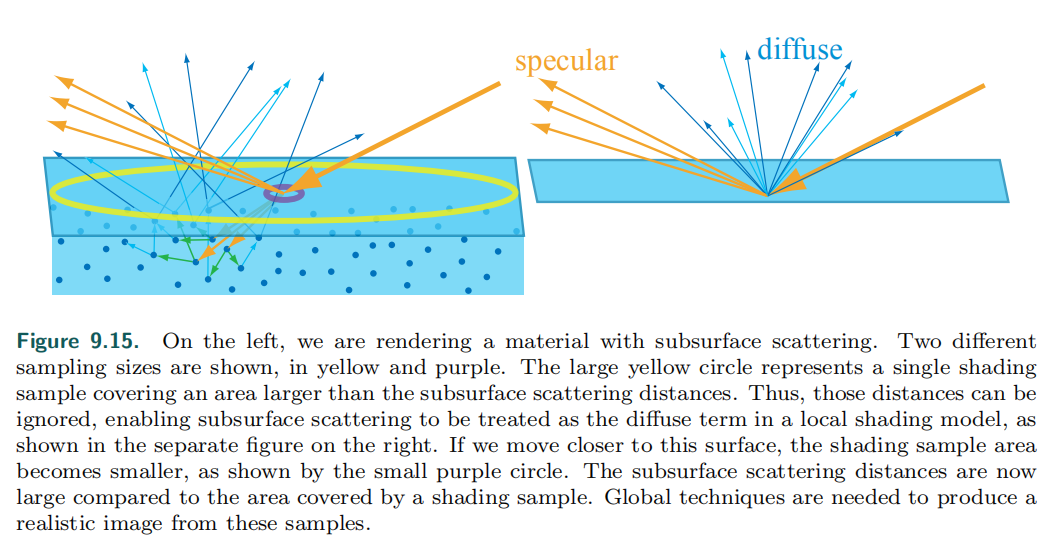 specular
diffuse
Figure 9.15. On the left, we are rendering a material with subsurface scattering. Two different
sampling sizes are shown, in yellow and purple. The large yellow circle represents a single shading
sample covering an area larger than the subsurface scattering distances. Thus, those distances can be
ignored, enabling subsurface scattering to be treated as the diffuse term in a local shading model, as
shown in the separate figure on the right. If we move closer to this surface, the shading sample area
becomes smaller, as shown by the small purple circle. The subsurface scattering distances are now
large compared to the area covered by a shading sample. Global techniques are needed to produce a
realistic image from these samples.